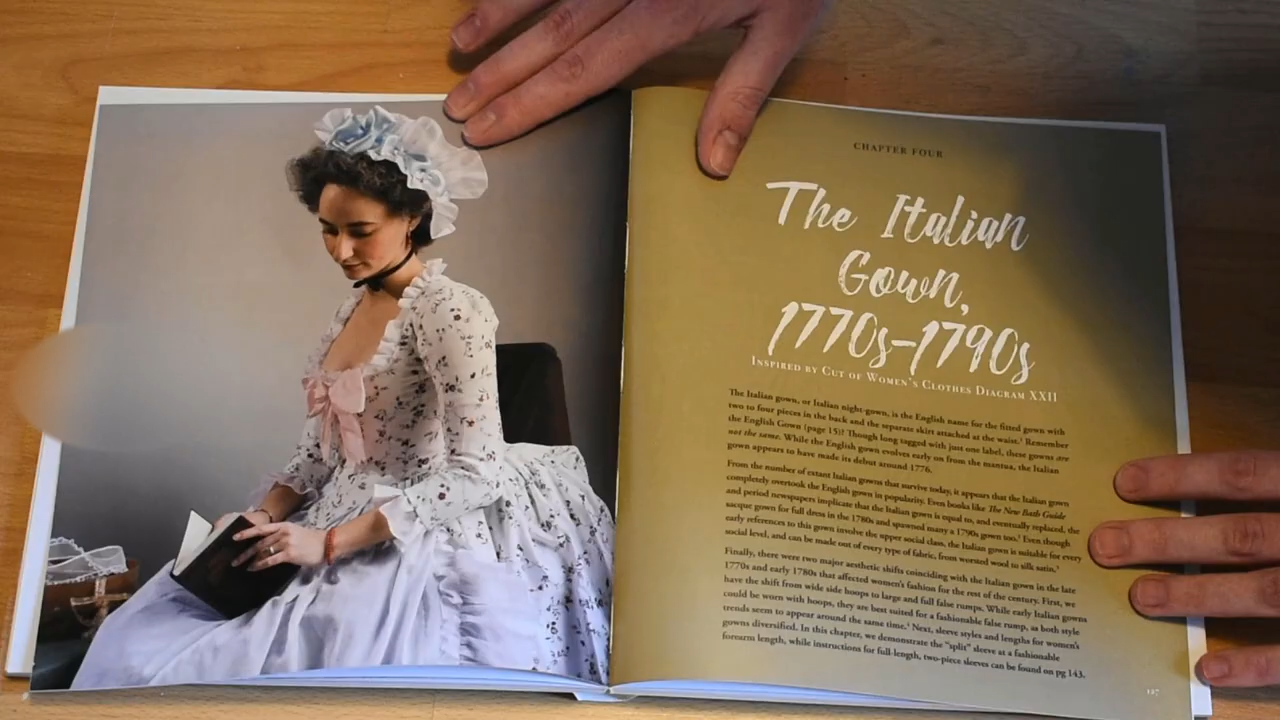 CHAPTER FOUR
The Italian
Gown,
1770s-1790s
INSPIRED BY CUT OF WOMEN'S CLOTHES DIAGRAM XXII
The Italian gown, or Italian night-gown, is the English name for the fitted gown with
two to four pieces in the back and the separate skirt attached at the waist.¹ Remember
the English Gown (page 15)? Though long tagged with just one label, these gowns are
not the same. While the English gown evolves early on from the mantua, the Italian
gown appears to have made its debut around 1776.
From the number of extant Italian gowns that survive today, it appears that the Italian gown
completely overtook the English gown in popularity. Even books like The New Bath Guide
and period newspapers implicate that the Italian gown is equal to, and eventually replaced, the
sacque gown for full dress in the 1780s and spawned many a 1790s gown too.² Even though
early references to this gown involve the upper social class, the Italian gown is suitable for every
social level, and can be made out of every type of fabric, from worsted wool to silk satin.³
Finally, there were two major aesthetic shifts coinciding with the Italian gown in the late
1770s and early 1780s that affected women's fashion for the rest of the century. First, we
have the shift from wide side hoops to large and full false rumps. While early Italian gowns
could be worn with hoops, they are best suited for a fashionable false rump, as both style
trends seem to appear around the same time.⁴ Next, sleeve styles and lengths for women's
gowns diversified. In this chapter, we demonstrate the "split" sleeve at a fashionable
forearm length, while instructions for full-length, two-piece sleeves can be found on pg 143.
127